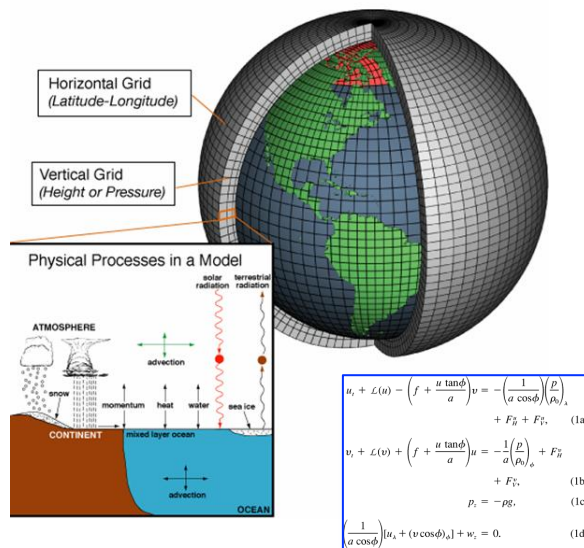 Horizontal Grid
(Latitude-Longitude)
Vertical Grid
(Height or Pressure)
Physical Processes in a Model
solar
radiation
terrestrial
radiation
ATMOSPHERE
advection
snow
momentum
heat
water
sea ice
CONTINENT
mixed layer ocean
advection
OCEAN
u_t + 𝓛(u) − (f + u tanϕ / a) v = −(1 / a cosϕ)(p / ρ₀)_λ
+ F_H^u + F_V^u, (1a
v_t + 𝓛(v) + (f + u tanϕ / a) u = −1/a (p / ρ₀)_ϕ + F_H^v
+ F_V^v, (1b
p_z = −ρg, (1c
(1 / a cosϕ)[u_λ + (v cosϕ)_ϕ] + w_z = 0. (1d